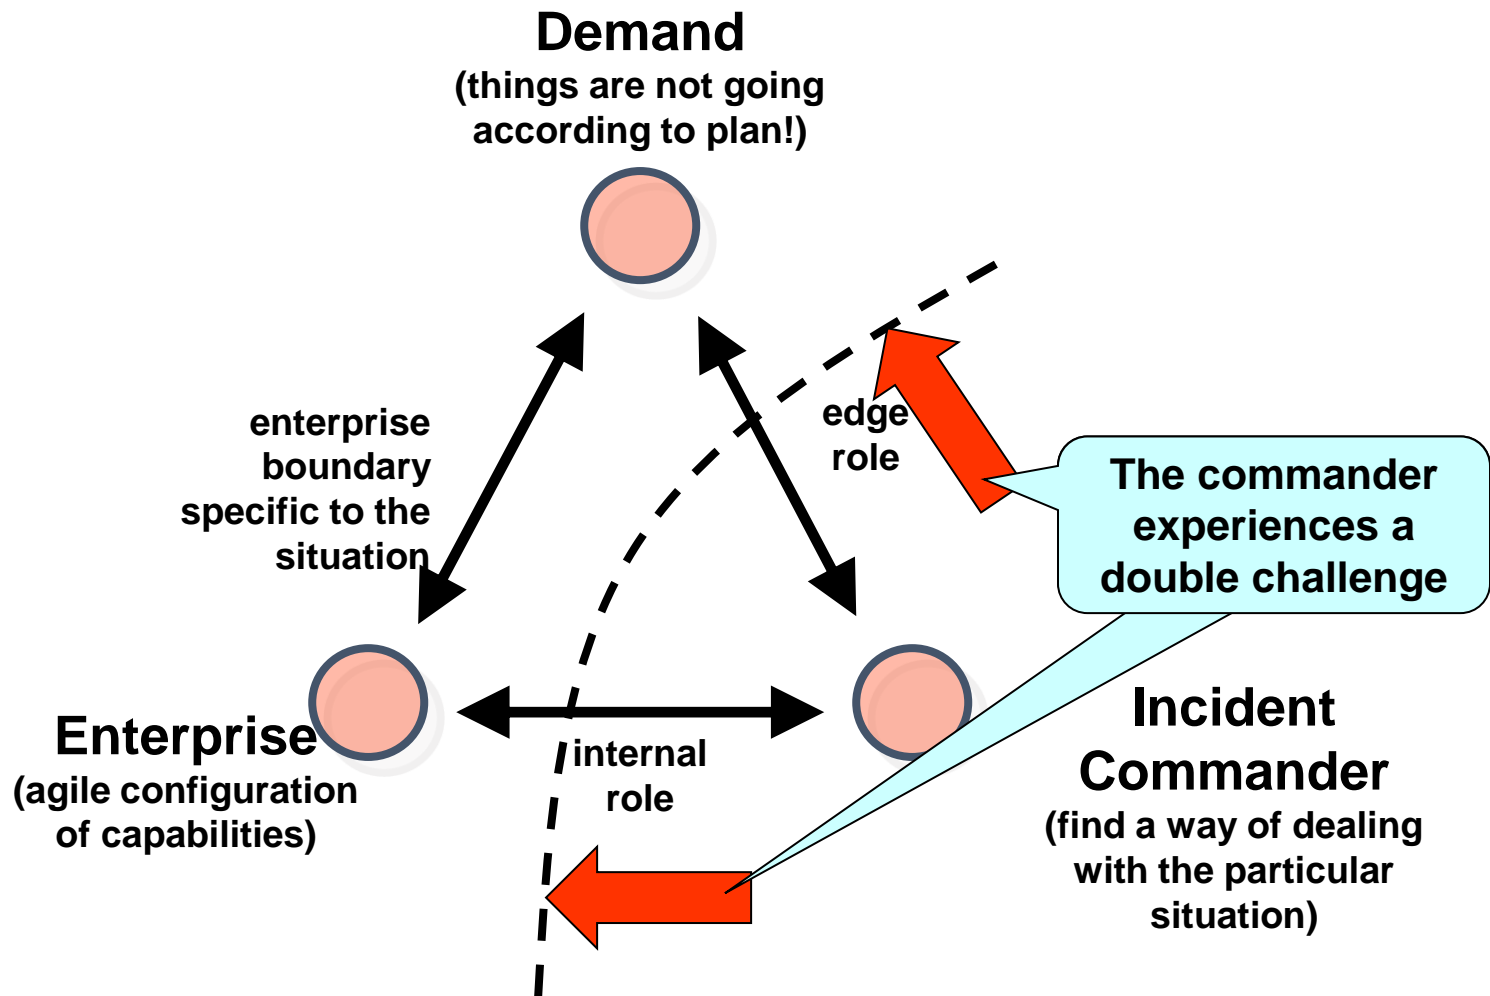 Demand
(things are not going
according to plan!)
enterprise
boundary
specific to the
situation
edge
role
The commander
experiences a
double challenge
Enterprise
(agile configuration
of capabilities)
internal
role
Incident
Commander
(find a way of dealing
with the particular
situation)